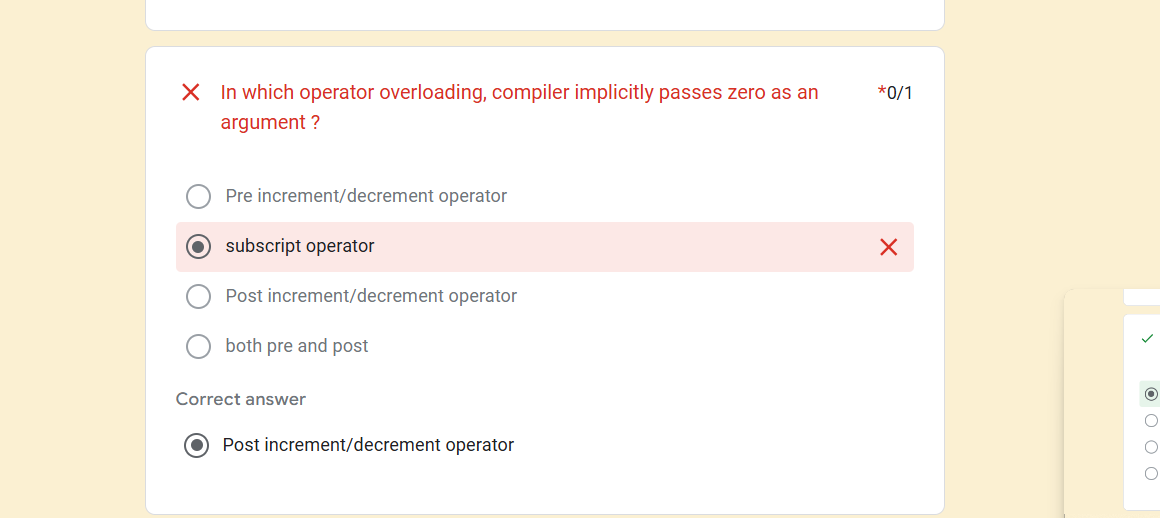 In which operator overloading, compiler implicitly passes zero as an
*0/1
argument ?
Pre increment/decrement operator
subscript operator
Post increment/decrement operator
both pre and post
Correct answer
Post increment/decrement operator